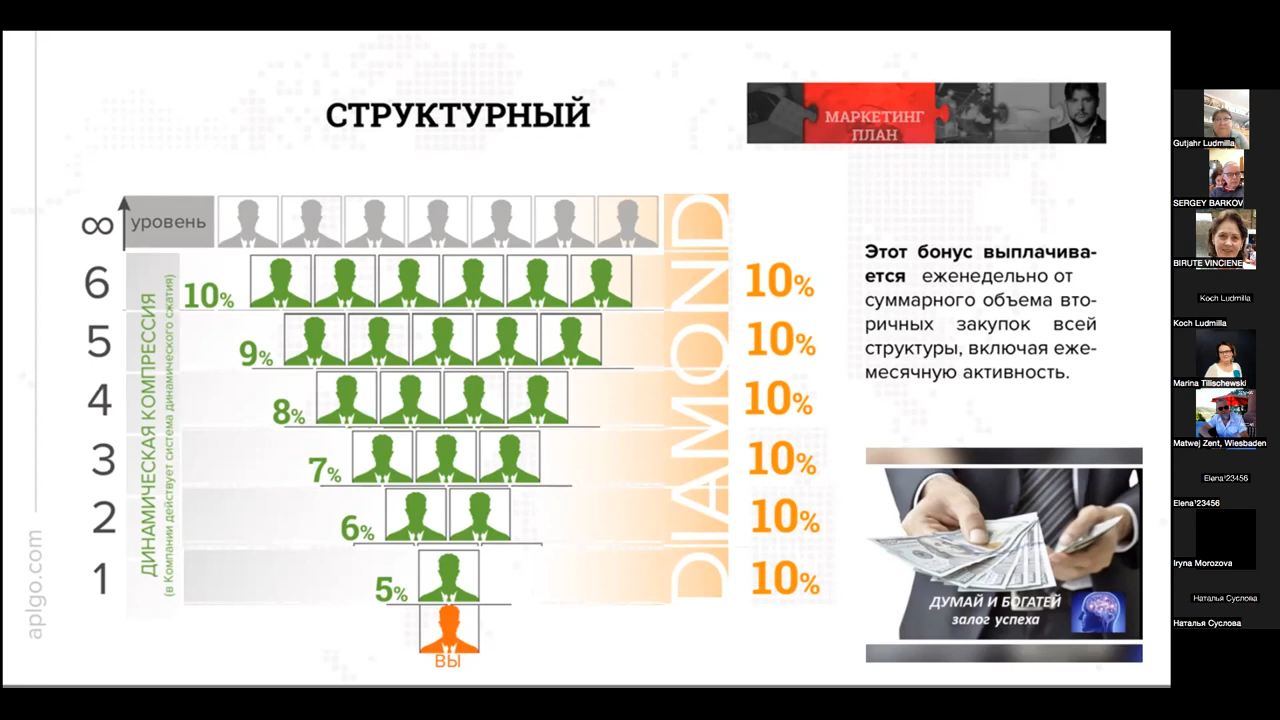 СТРУКТУРНЫЙ
МАРКЕТИНГ
ПЛАН
∞ уровень
6 10% 10%
5 9% 10%
4 8% 10%
3 7% 10%
2 6% 10%
1 5% 10%
ВЫ
ДИНАМИЧЕСКАЯ КОМПРЕССИЯ
(в Компании действует система динамического сжатия)
DIAMOND
Этот бонус выплачива-
ется еженедельно от
суммарного объема вто-
ричных закупок всей
структуры, включая еже-
месячную активность.
ДУМАЙ И БОГАТЕЙ
залог успеха
aplgo.com
Gutjahr Ludmilla
SERGEY BARKOV
BIRUTE VINCIENE
Koch Ludmilla
Koch Ludmilla
Marina Tillschewski
Matwej Zent, Wiesbaden
Elena*23456
Elena*23456
Iryna Morozova
Наталья Суслова
Наталья Суслова